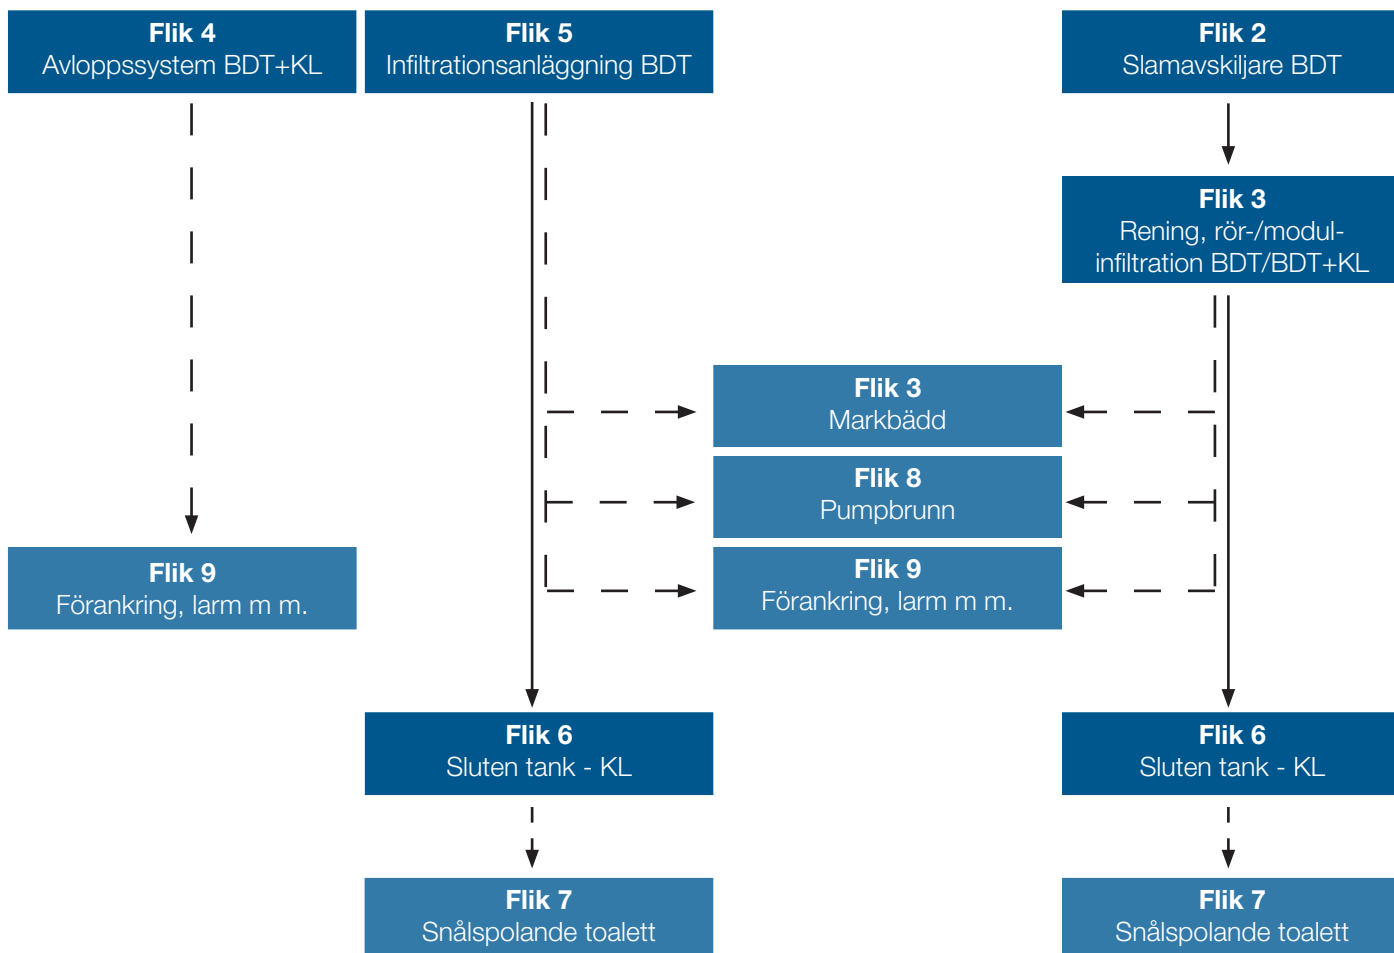 Flik 4
Avloppssystem BDT+KL
Flik 5
Infiltrationsanläggning BDT
Flik 2
Slamavskiljare BDT
Flik 3
Rening, rör-/modul-
infiltration BDT/BDT+KL
Flik 3
Markbädd
Flik 8
Pumpbrunn
Flik 9
Förankring, larm m m.
Flik 9
Förankring, larm m m.
Flik 6
Sluten tank - KL
Flik 6
Sluten tank - KL
Flik 7
Snålspolande toalett
Flik 7
Snålspolande toalett